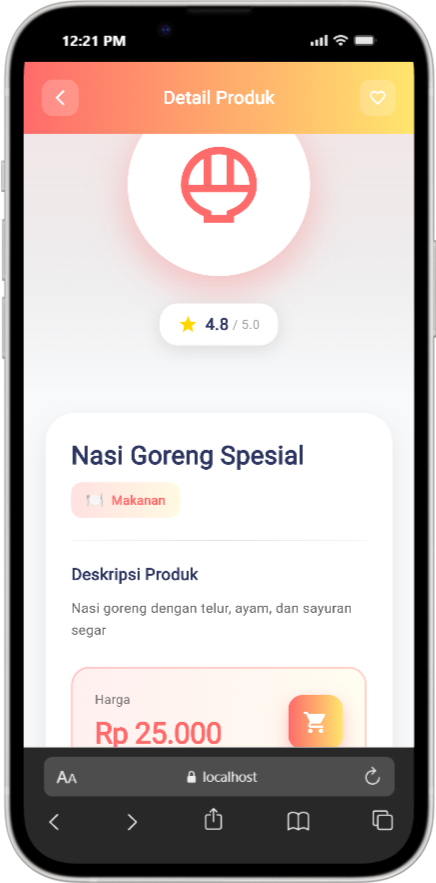 12:21 PM
Detail Produk
4.8 / 5.0
Nasi Goreng Spesial
Makanan
Deskripsi Produk
Nasi goreng dengan telur, ayam, dan sayuran
segar
Harga
Rp 25.000
AA
localhost